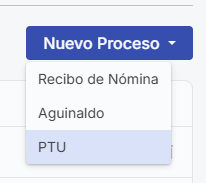 Nuevo Proceso
Recibo de Nómina
Aguinaldo
PTU